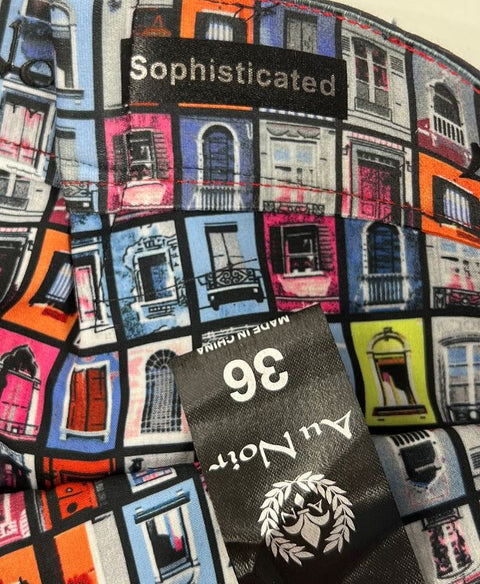 Sophisticated
MADE IN CHINA
36
Au Noir